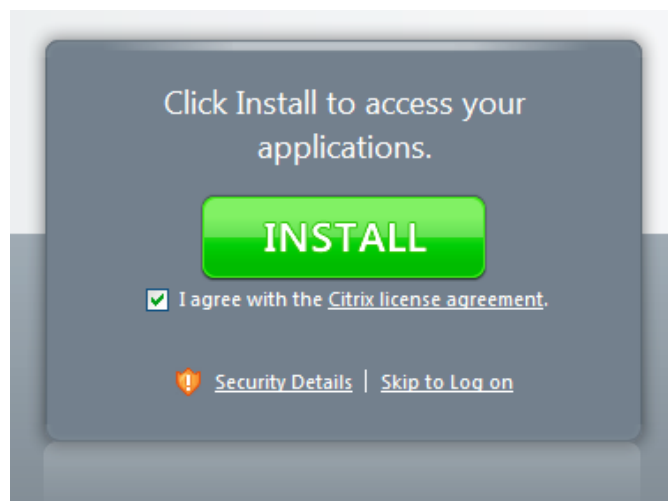 Click Install to access your
applications.
INSTALL
I agree with the Citrix license agreement.
Security Details | Skip to Log on